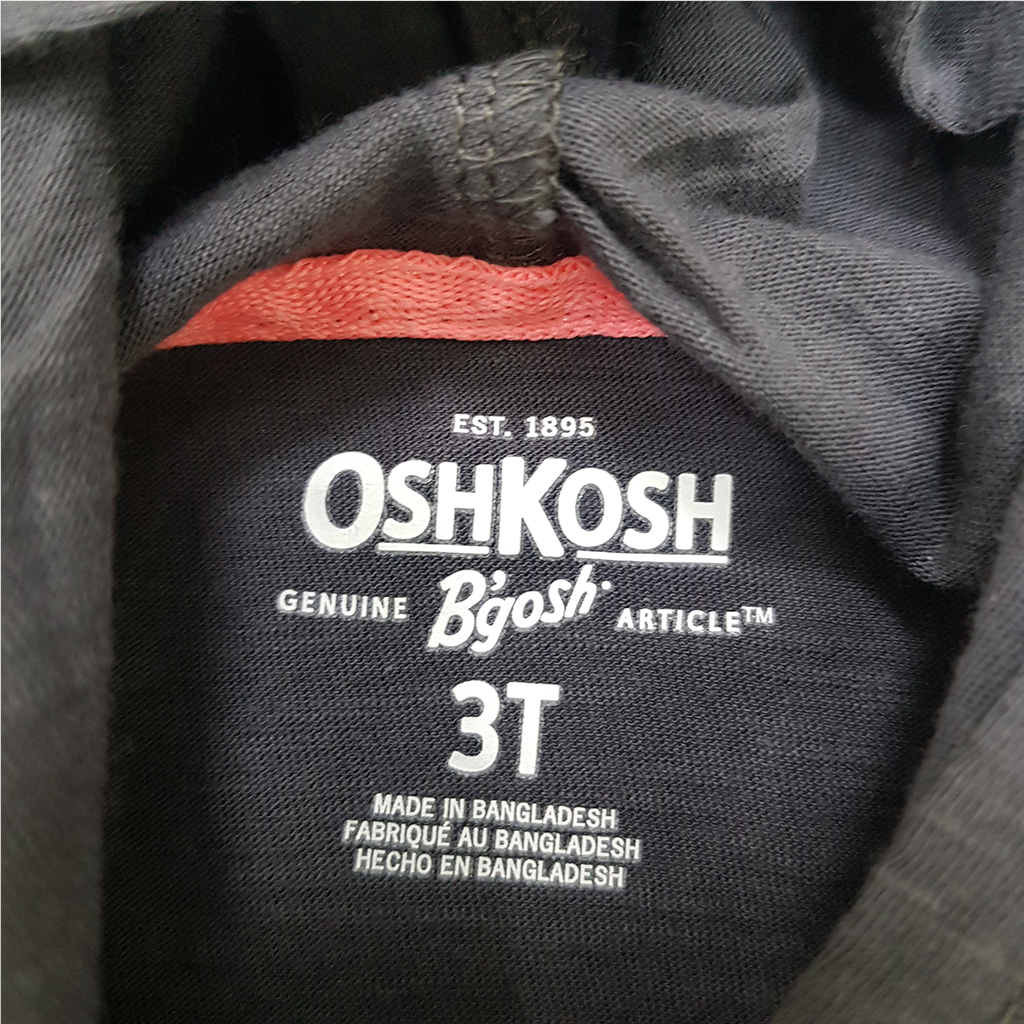 EST. 1895
OSHKOSH
GENUINE B'gosh ARTICLE™
3T
MADE IN BANGLADESH
FABRIQUÉ AU BANGLADESH
HECHO EN BANGLADESH